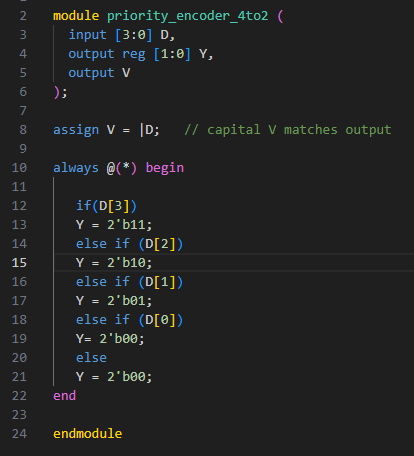 2 module priority_encoder_4to2 (
3 input [3:0] D,
4 output reg [1:0] Y,
5 output V
6 );
7
8 assign V = |D;   // capital V matches output
9
10 always @(*) begin
11
12 if(D[3])
13 Y = 2'b11;
14 else if (D[2])
15 Y = 2'b10;
16 else if (D[1])
17 Y = 2'b01;
18 else if (D[0])
19 Y= 2'b00;
20 else
21 Y = 2'b00;
22 end
23
24 endmodule